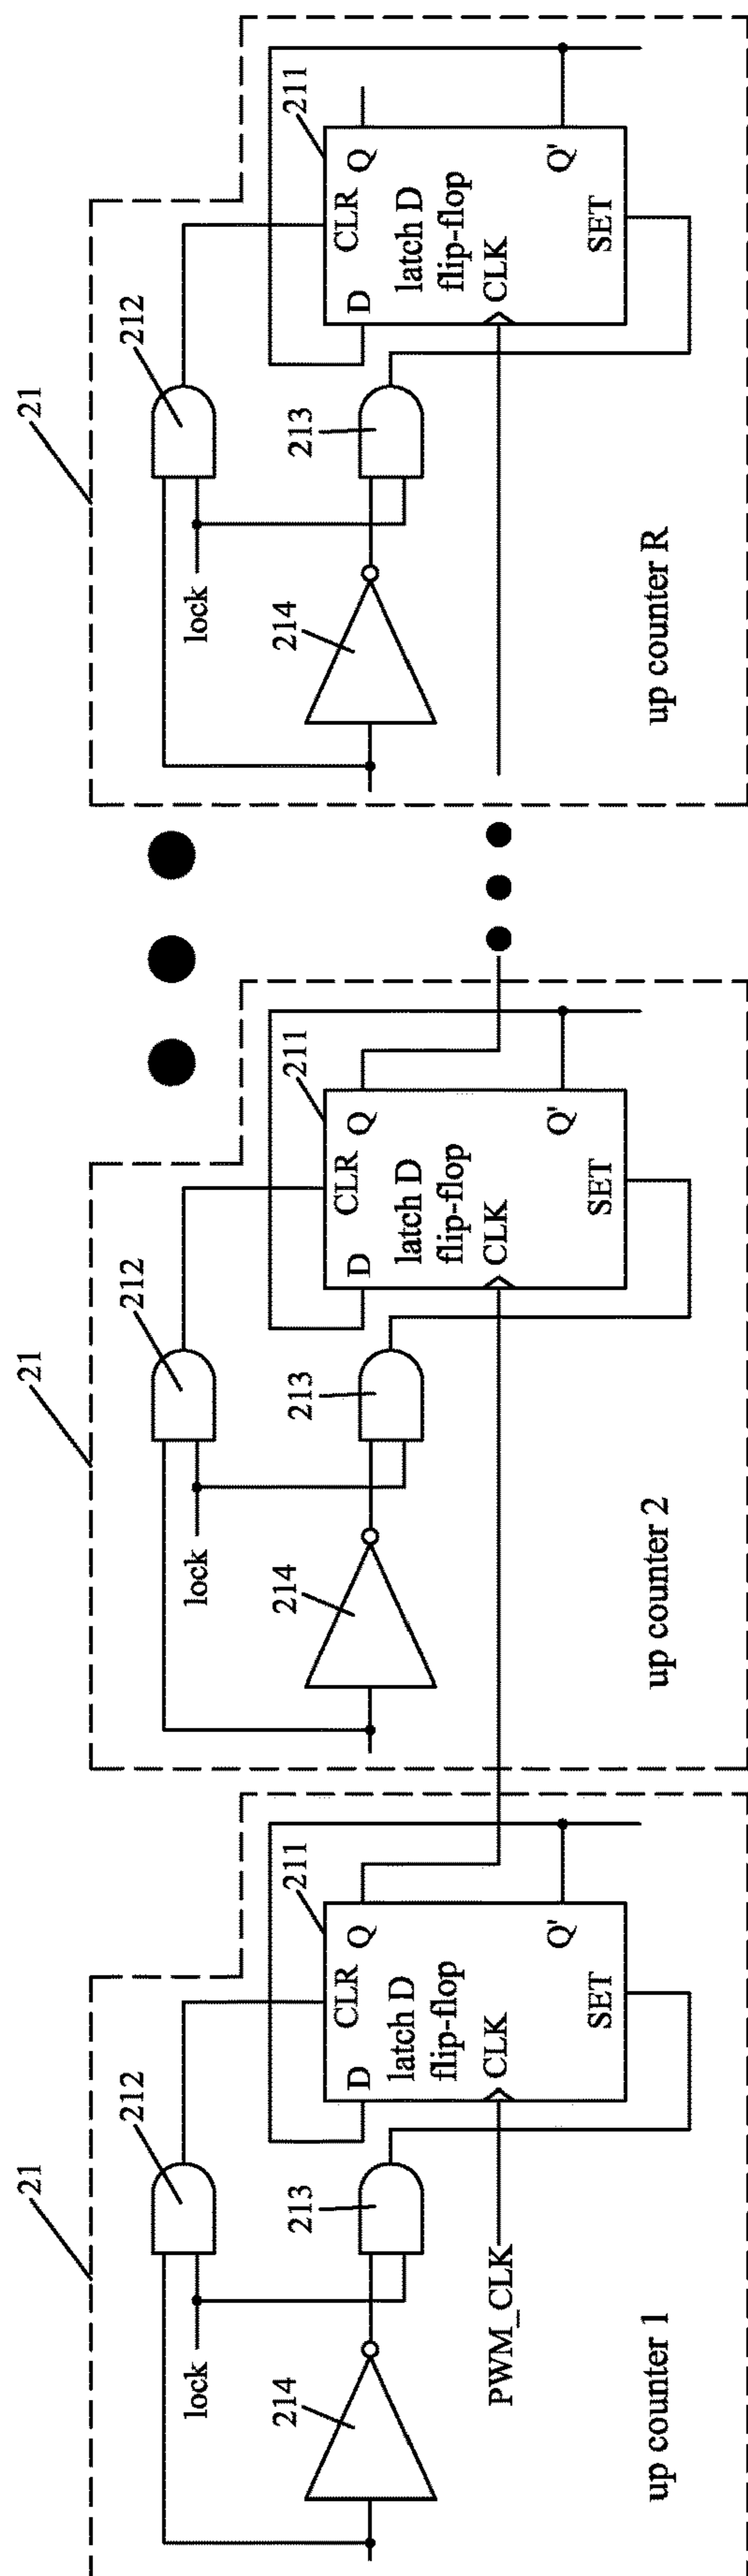 21
212
lock
213
214
211
CLR
Q
D
latch D
flip-flop
CLK
Q'
SET
PWM_CLK
up counter 1
21
212
lock
213
214
211
CLR
Q
D
latch D
flip-flop
CLK
Q'
SET
up counter 2
21
212
lock
213
214
211
CLR
Q
D
latch D
flip-flop
CLK
Q'
SET
up counter R